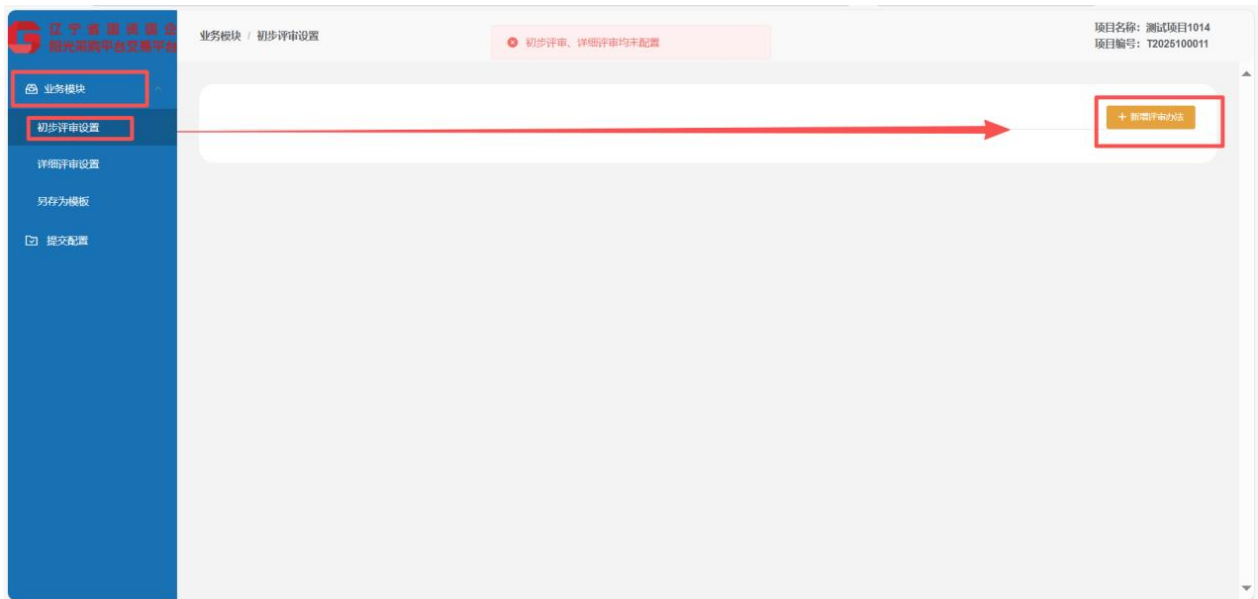 辽宁省国资国企
阳光采购平台交易平台
业务模块 / 初步评审设置
初步评审、详细评审均未配置
项目名称：测试项目1014
项目编号：T2025100011
业务模块
初步评审设置
详细评审设置
另存为模板
提交配置
+ 新增评审办法